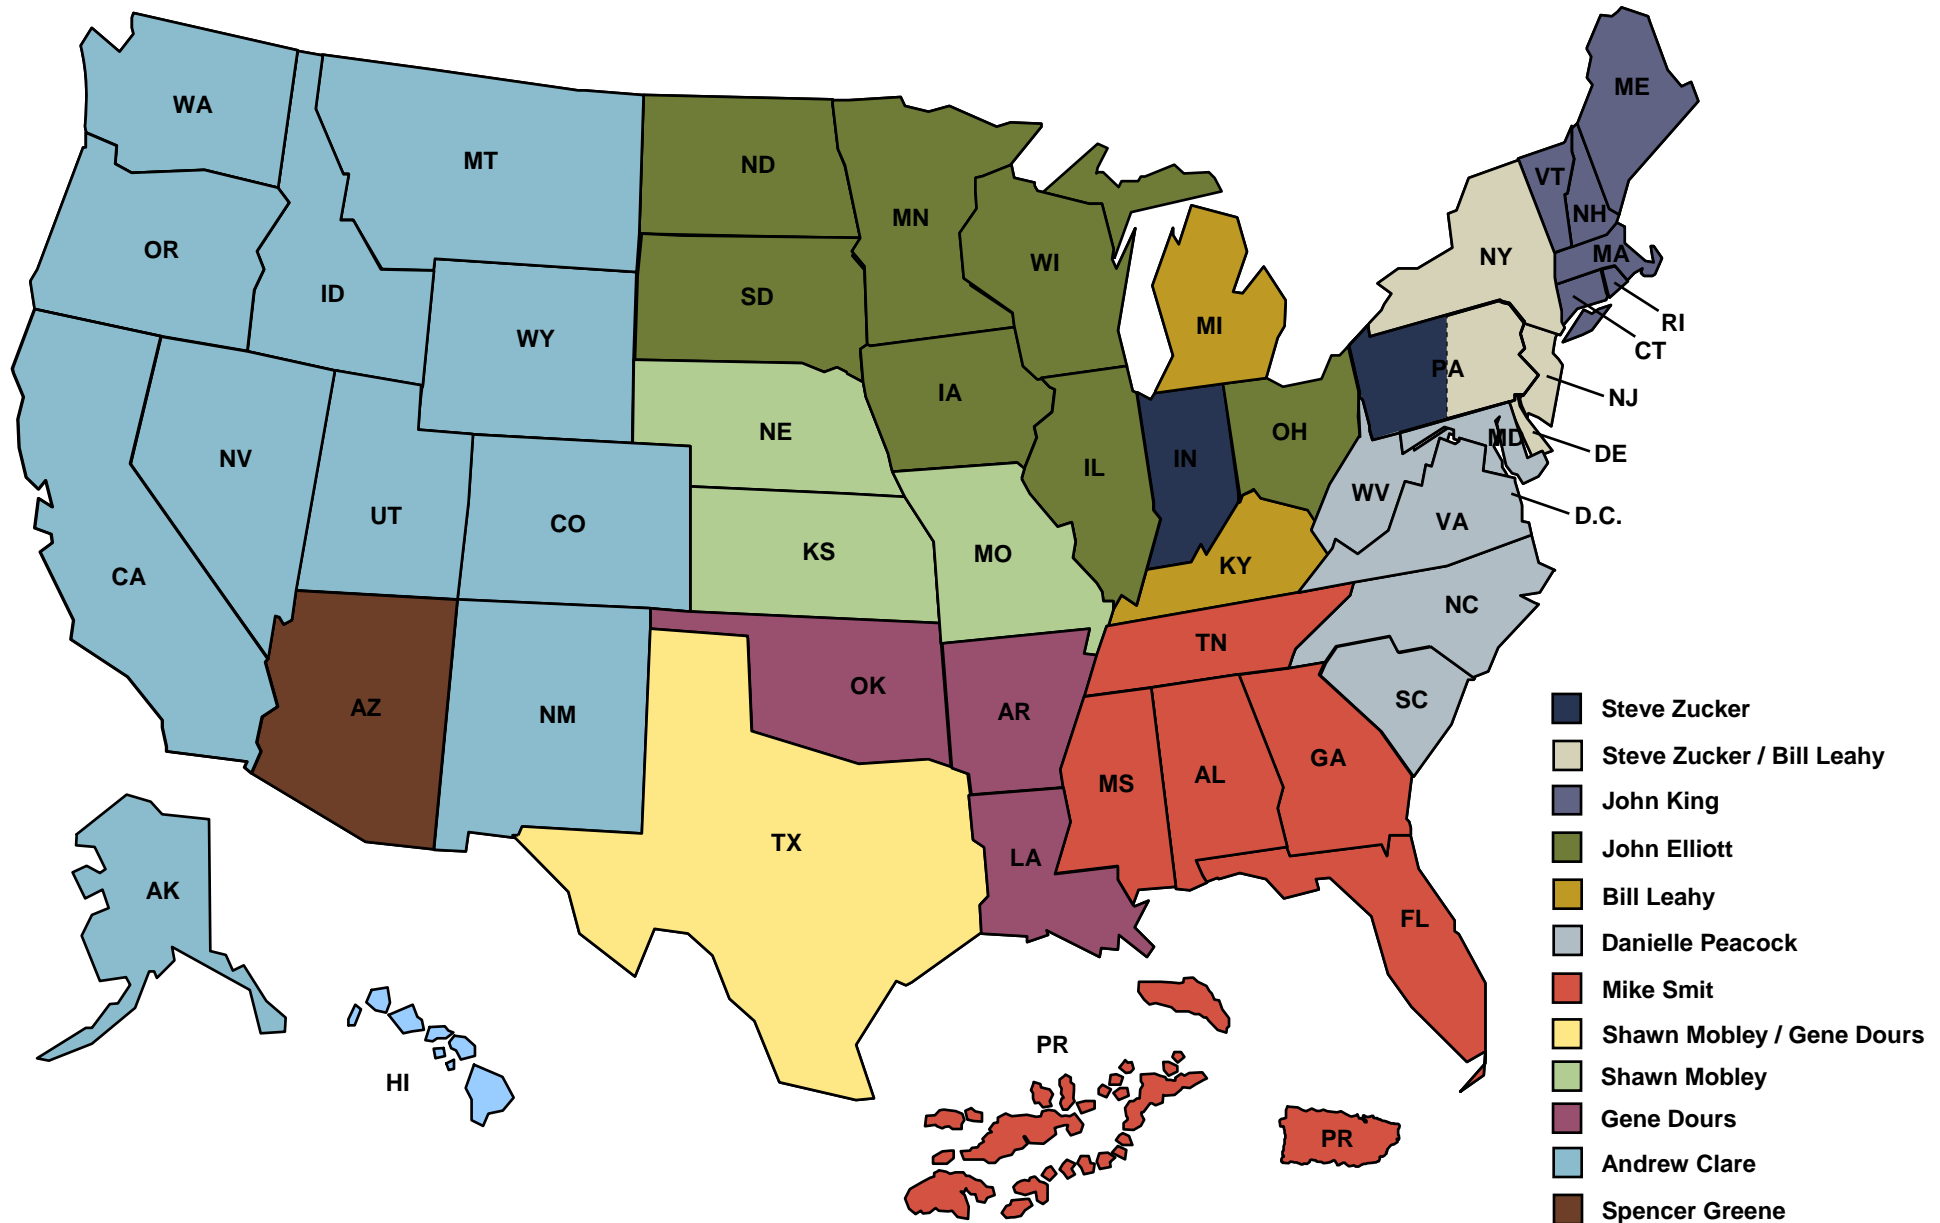 ME
WA
MT
ND
VT
MN
NH
OR
MA
NY
WI
ID
SD
RI
MI
WY
CT
PA
IA
NJ
NE
OH
MD
DE
NV
IN
IL
WV
UT
CO
D.C.
VA
KS
MO
KY
CA
NC
TN
OK
SC
AZ
AR
NM
Steve Zucker
GA
Steve Zucker / Bill Leahy
AL
MS
John King
TX
John Elliott
LA
AK
Bill Leahy
FL
Danielle Peacock
Mike Smit
Shawn Mobley / Gene Dours
PR
Shawn Mobley
HI
Gene Dours
PR
Andrew Clare
Spencer Greene